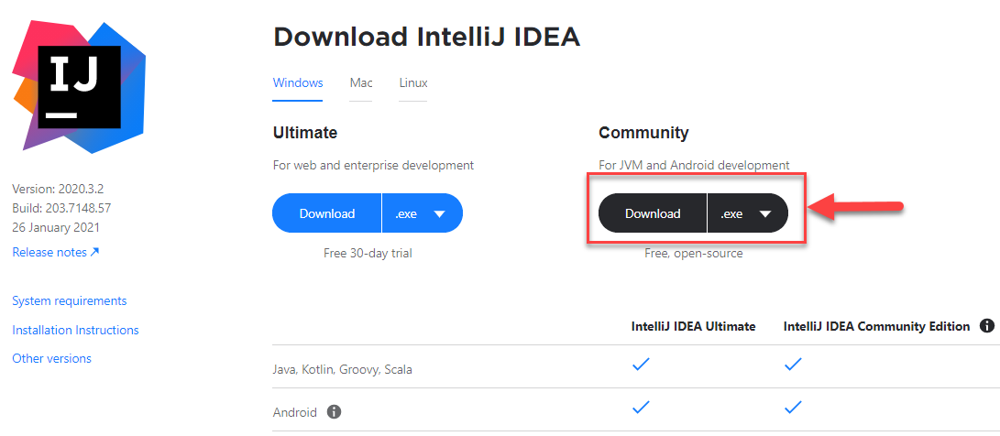 IJ
Download IntelliJ IDEA
Windows Mac Linux
Ultimate Community
For web and enterprise development For JVM and Android development
Version: 2020.3.2
Build: 203.7148.57
26 January 2021
Download .exe Download .exe
Release notes ↗
Free 30-day trial Free, open-source
System requirements
Installation Instructions
Other versions
IntelliJ IDEA Ultimate IntelliJ IDEA Community Edition
Java, Kotlin, Groovy, Scala
Android